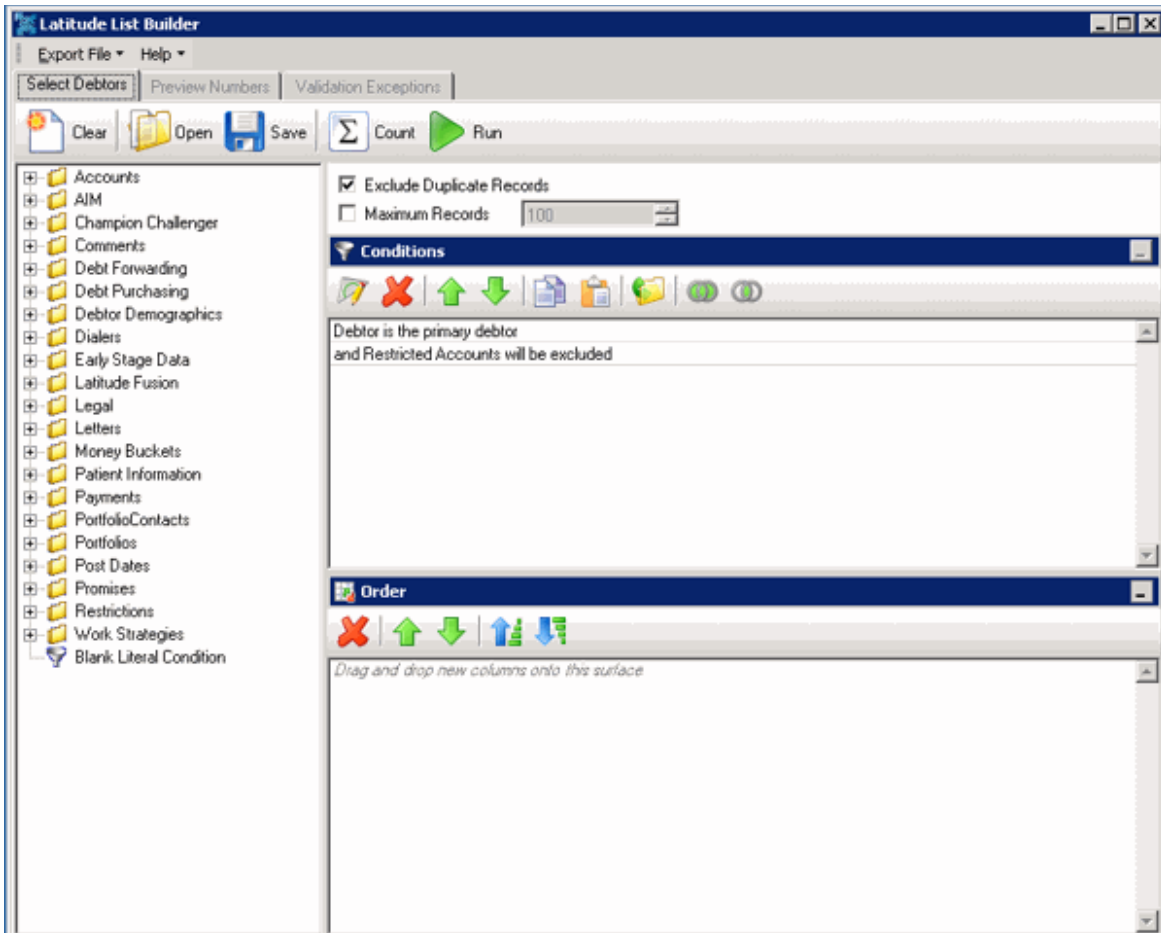 Latitude List Builder
Export File Help
Select Debtors Preview Numbers Validation Exceptions
Clear Open Save Σ Count Run
Accounts
AIM
Champion Challenger
Comments
Debt Forwarding
Debt Purchasing
Debtor Demographics
Dialers
Early Stage Data
Latitude Fusion
Legal
Letters
Money Buckets
Patient Information
Payments
PortfolioContacts
Portfolios
Post Dates
Promises
Restrictions
Work Strategies
Blank Literal Condition
Exclude Duplicate Records
Maximum Records 100
Conditions
Debtor is the primary debtor
and Restricted Accounts will be excluded
Order
Drag and drop new columns onto this surface